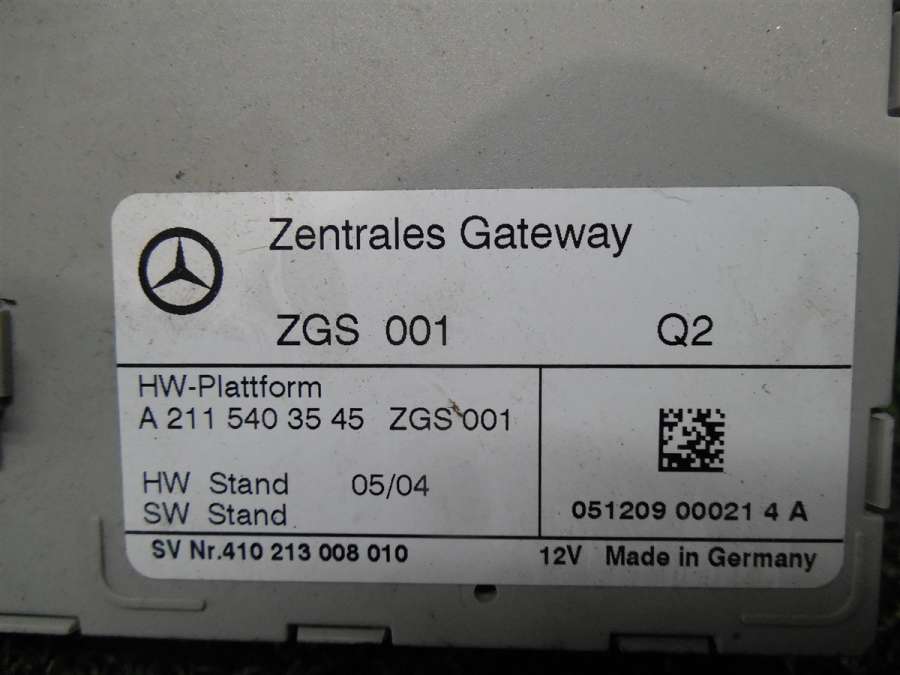 Zentrales Gateway
ZGS 001 Q2
HW-Plattform
A 211 540 35 45 ZGS 001
HW Stand 05/04
SW Stand
051209 00021 4 A
SV Nr.410 213 008 010
12V Made in Germany